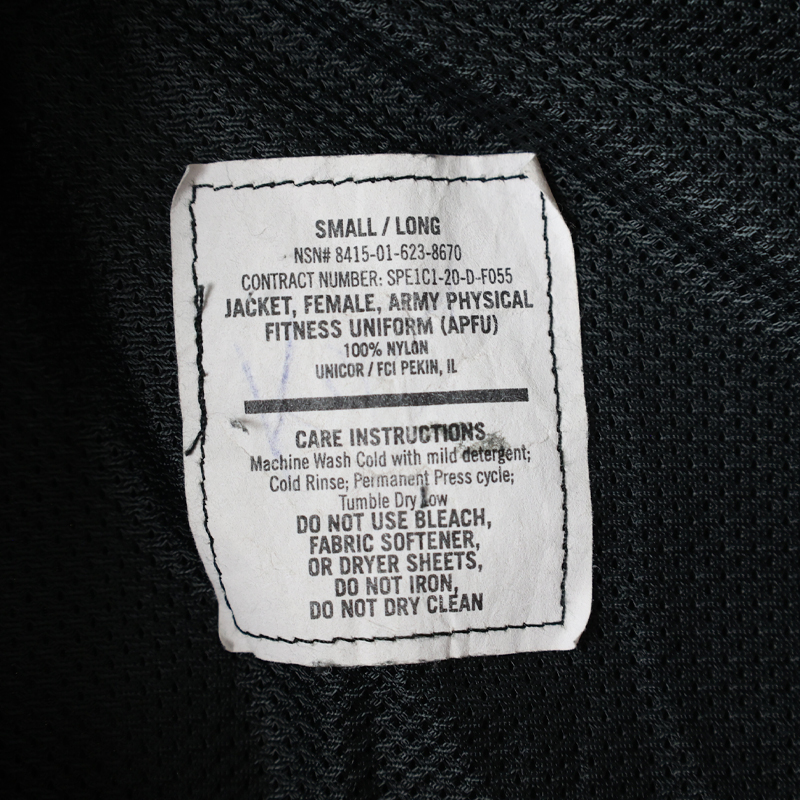 SMALL / LONG
NSN# 8415-01-623-8670
CONTRACT NUMBER: SPE1C1-20-D-F055
JACKET, FEMALE, ARMY PHYSICAL
FITNESS UNIFORM (APFU)
100% NYLON
UNICOR / FCI PEKIN, IL
CARE INSTRUCTIONS
Machine Wash Cold with mild detergent;
Cold Rinse; Permanent Press cycle;
Tumble Dry Low
DO NOT USE BLEACH,
FABRIC SOFTENER,
OR DRYER SHEETS,
DO NOT IRON,
DO NOT DRY CLEAN